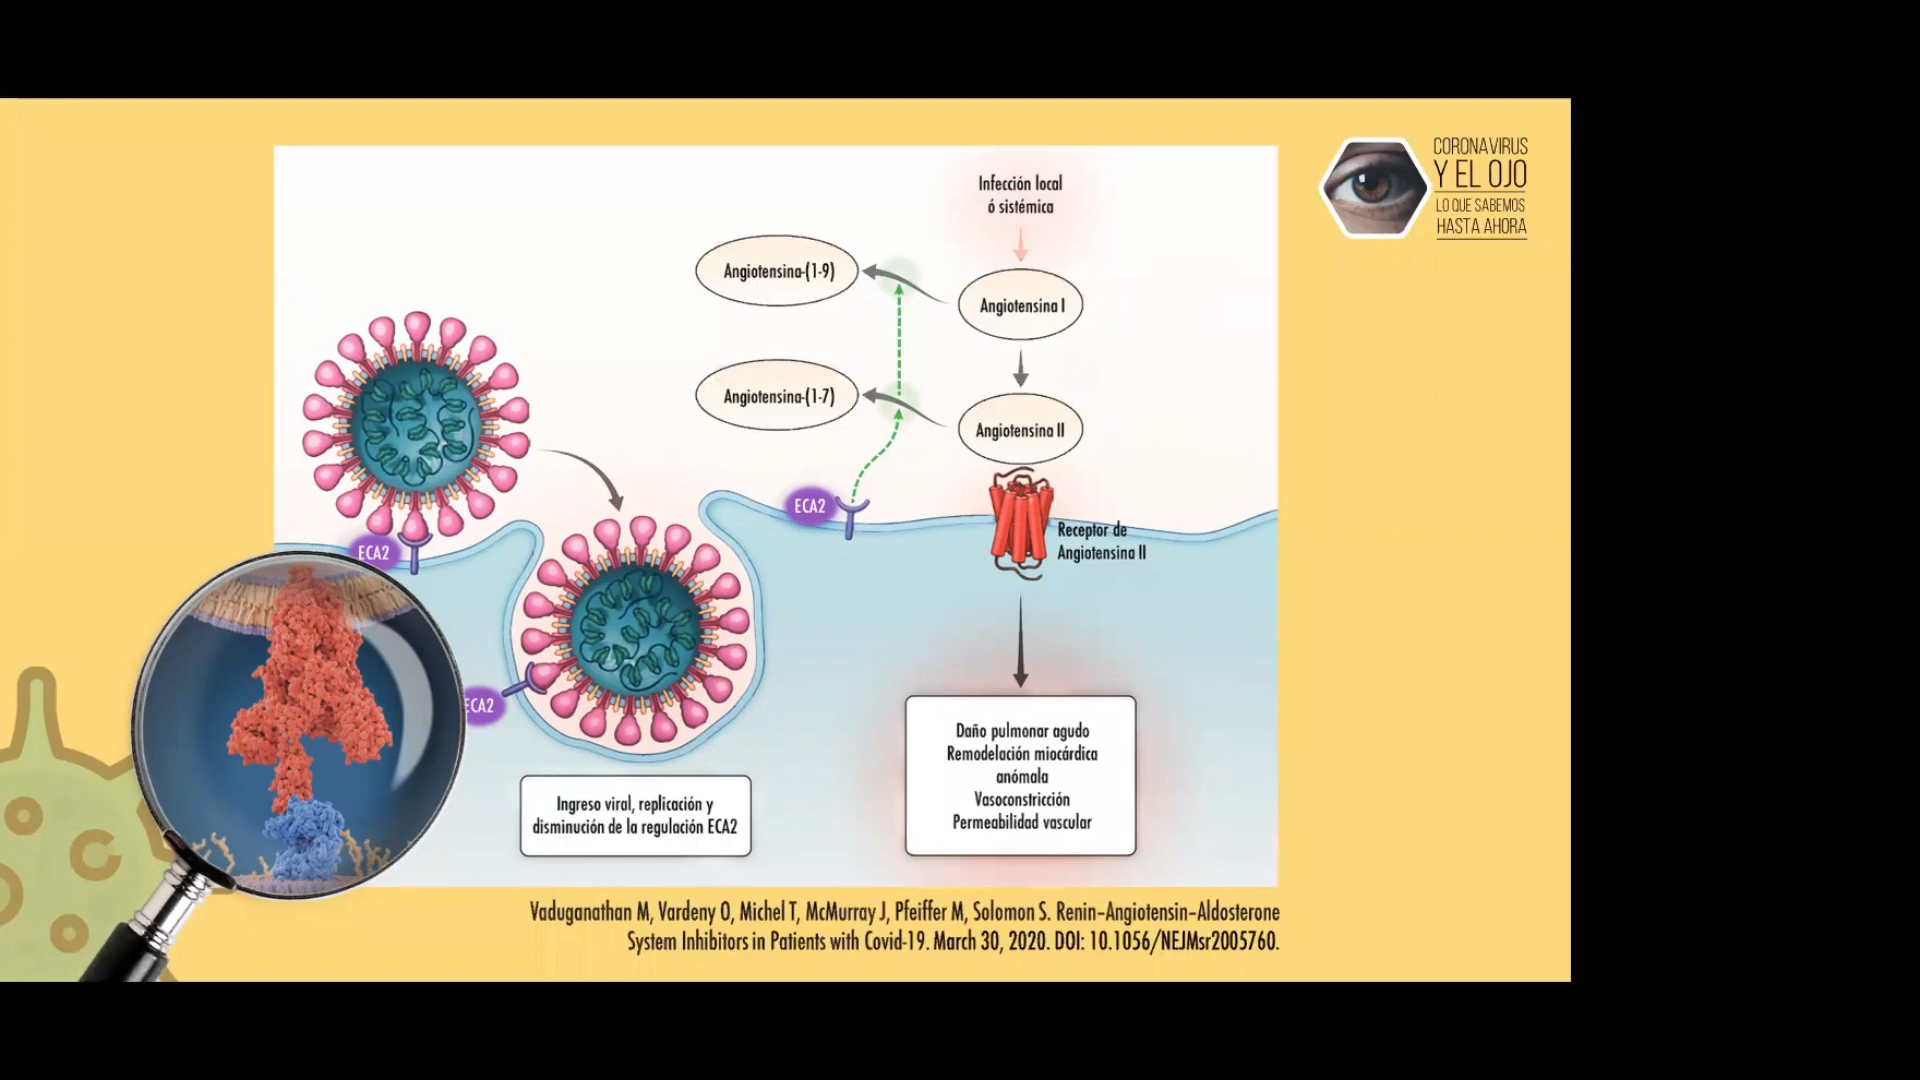 CORONAVIRUS
Y EL OJO
LO QUE SABEMOS
HASTA AHORA
Infección local
ó sistémica
Angiotensina-(1-9)
Angiotensina I
Angiotensina-(1-7)
Angiotensina II
ECA2
Receptor de
Angiotensina II
ECA2
ECA2
Ingreso viral, replicación y
disminución de la regulación ECA2
Daño pulmonar agudo
Remodelación miocárdica
anómala
Vasoconstricción
Permeabilidad vascular
Vaduganathan M, Vardeny O, Michel T, McMurray J, Pfeiffer M, Solomon S. Renin-Angiotensin-Aldosterone
System Inhibitors in Patients with Covid-19. March 30, 2020. DOI: 10.1056/NEJMsr2005760.